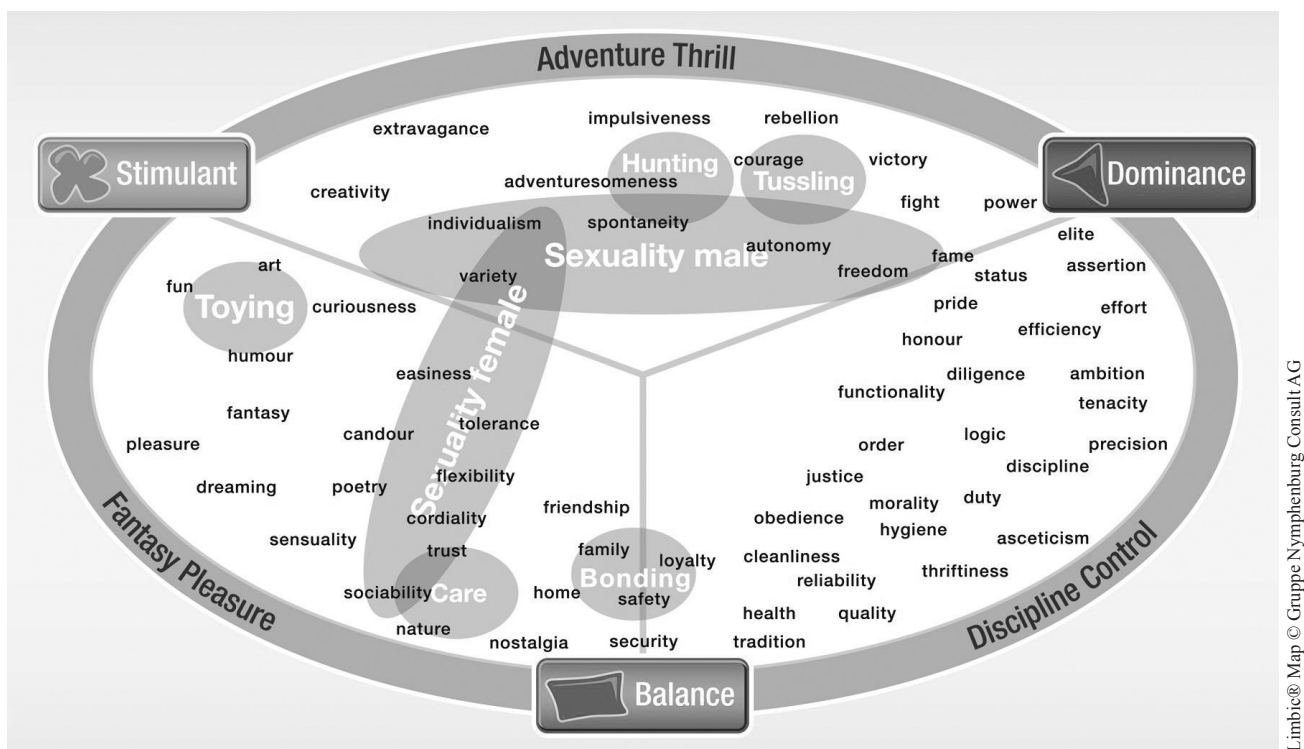 Adventure Thrill
Stimulant
Dominance
extravagance
impulsiveness
rebellion
Hunting
courage
Tussling
victory
creativity
adventuresomeness
fight
power
individualism
spontaneity
Sexuality male
autonomy
elite
fame
freedom
status
assertion
art
fun
variety
Toying
curiousness
pride
effort
efficiency
honour
humour
Sexuality female
easiness
functionality
diligence
ambition
tenacity
fantasy
candour
tolerance
pleasure
order
logic
precision
discipline
dreaming
poetry
flexibility
justice
morality
duty
friendship
cordiality
obedience
hygiene
sensuality
trust
family
loyalty
cleanliness
asceticism
Bonding
reliability
thriftiness
sociability
Care
home
safety
health
quality
nature
nostalgia
security
tradition
Fantasy Pleasure
Discipline Control
Balance
Limbic® Map © Gruppe Nymphenburg Consult AG